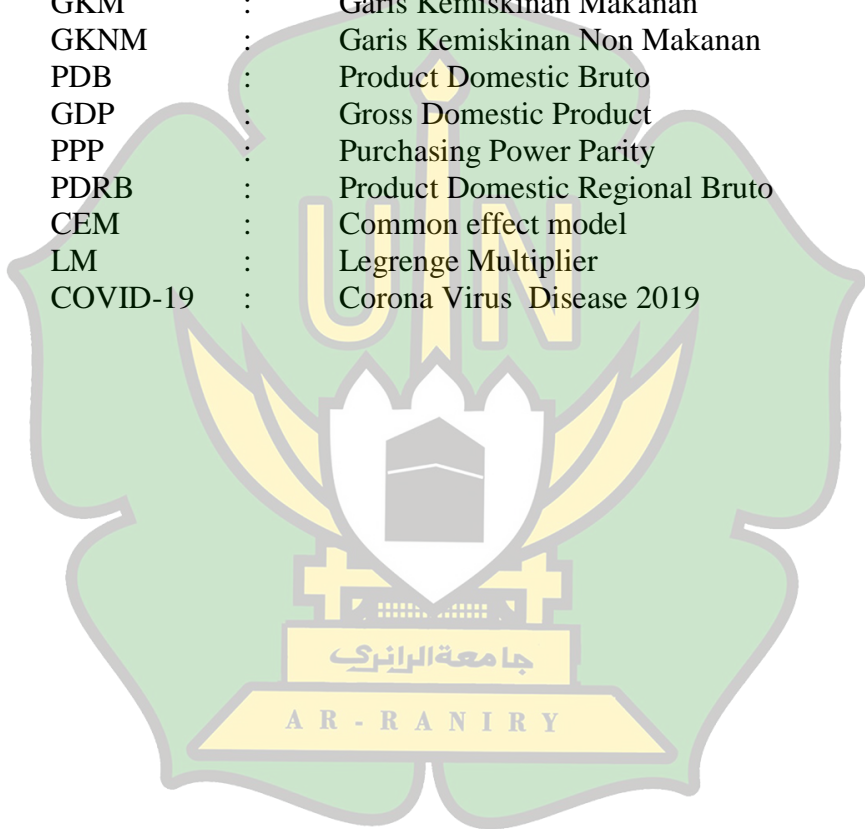 GKM : Garis Kemiskinan Makanan
GKNM : Garis Kemiskinan Non Makanan
PDB : Product Domestic Bruto
GDP : Gross Domestic Product
PPP : Purchasing Power Parity
PDRB : Product Domestic Regional Bruto
CEM : Common effect model
LM : Legrenge Multiplier
COVID-19 : Corona Virus Disease 2019
UIN
جامعةالرانري
AR-RANIRY